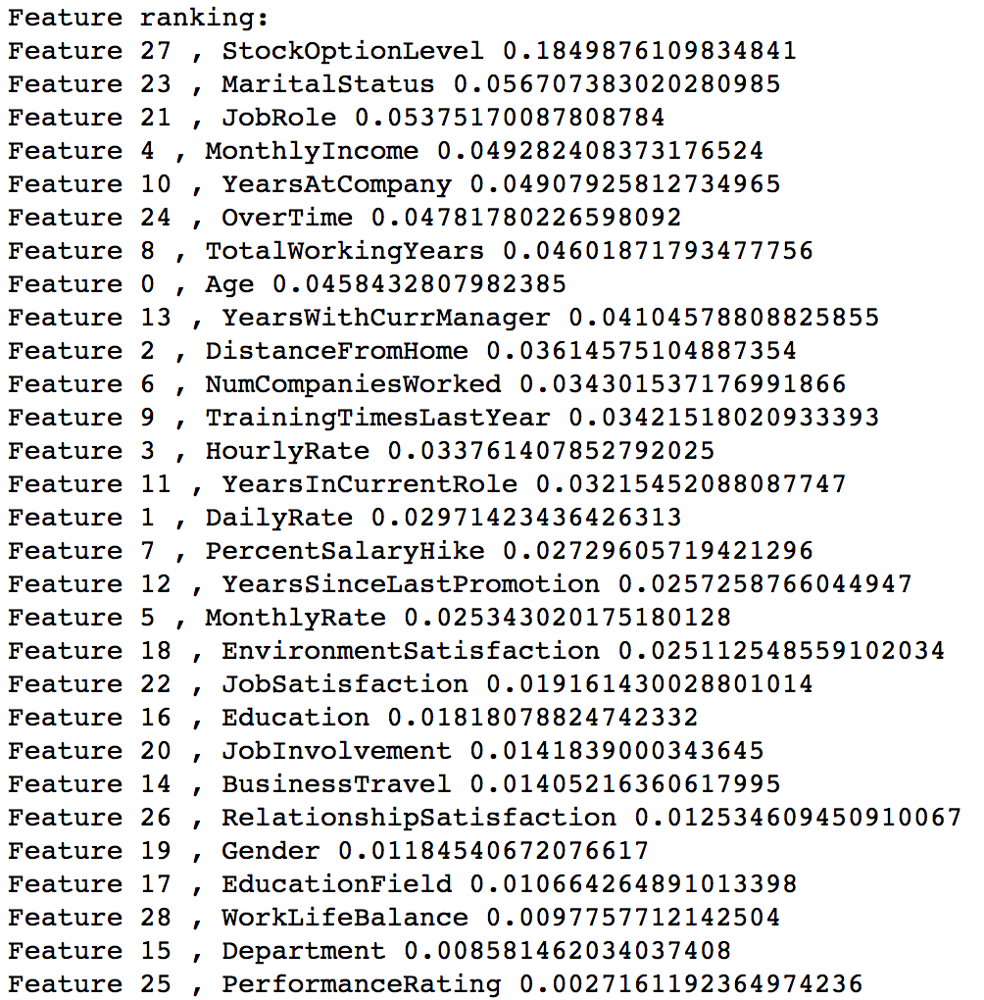 Feature ranking:
Feature 27 , StockOptionLevel 0.1849876109834841
Feature 23 , MaritalStatus 0.056707383020280985
Feature 21 , JobRole 0.05375170087808784
Feature 4 , MonthlyIncome 0.049282408373176524
Feature 10 , YearsAtCompany 0.04907925812734965
Feature 24 , OverTime 0.04781780226598092
Feature 8 , TotalWorkingYears 0.04601871793477756
Feature 0 , Age 0.0458432807982385
Feature 13 , YearsWithCurrManager 0.04104578808825855
Feature 2 , DistanceFromHome 0.03614575104887354
Feature 6 , NumCompaniesWorked 0.034301537176991866
Feature 9 , TrainingTimesLastYear 0.03421518020933393
Feature 3 , HourlyRate 0.033761407852792025
Feature 11 , YearsInCurrentRole 0.03215452088087747
Feature 1 , DailyRate 0.02971423436426313
Feature 7 , PercentSalaryHike 0.02729605719421296
Feature 12 , YearsSinceLastPromotion 0.0257258766044947
Feature 5 , MonthlyRate 0.025343020175180128
Feature 18 , EnvironmentSatisfaction 0.025112548559102034
Feature 22 , JobSatisfaction 0.019161430028801014
Feature 16 , Education 0.01818078824742332
Feature 20 , JobInvolvement 0.0141839000343645
Feature 14 , BusinessTravel 0.01405216360617995
Feature 26 , RelationshipSatisfaction 0.012534609450910067
Feature 19 , Gender 0.01184540672076617
Feature 17 , EducationField 0.010664264891013398
Feature 28 , WorkLifeBalance 0.0097757712142504
Feature 15 , Department 0.008581462034037408
Feature 25 , PerformanceRating 0.0027161192364974236